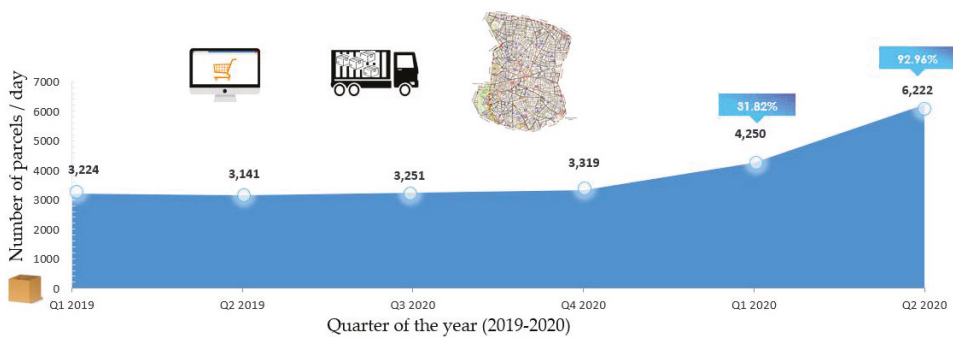 92.96%
6,222
31.82%
4,250
3,319
3,251
3,141
3,224
Number of parcels / day
7000
6000
5000
4000
3000
2000
1000
0
Q1 2019
Q2 2019
Q3 2020
Q4 2020
Q1 2020
Q2 2020
Quarter of the year (2019-2020)